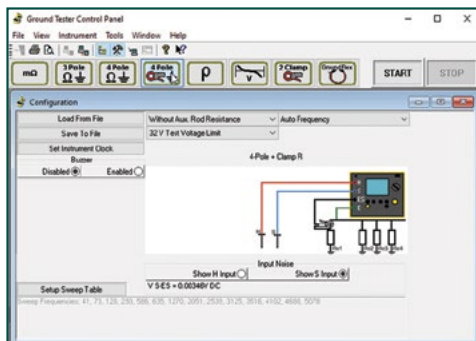 Ground Tester Control Panel
File View Instrument Tools Window Help
mΩ
3 Pole
4 Pole
4 Pole
ρ
V
2 Clamp
GroundFlex
START
STOP
Configuration
Load From File
Without Aux. Rod Resistance
Auto Frequency
Save To File
32 V Test Voltage Limit
Set Instrument Clock
Buzzer
4-Pole + Clamp R
Disabled
Enabled
Input Noise
Show H Input
Show S Input
Setup Sweep Table
V S-ES = 0.00346V DC